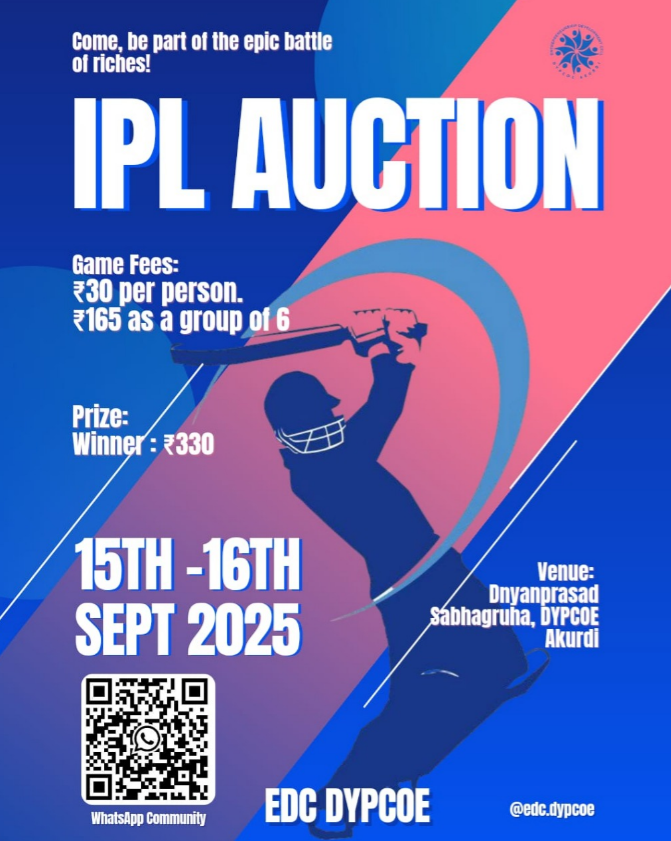 Come, be part of the epic battle
of riches!
IPL AUCTION
Game Fees:
₹30 per person.
₹165 as a group of 6
Prize:
Winner : ₹330
15TH -16TH
SEPT 2025
Venue:
Dnyanprasad
Sabhagruha, DYPCOE
Akurdi
WhatsApp Community
EDC DYPCOE
@edc.dypcoe